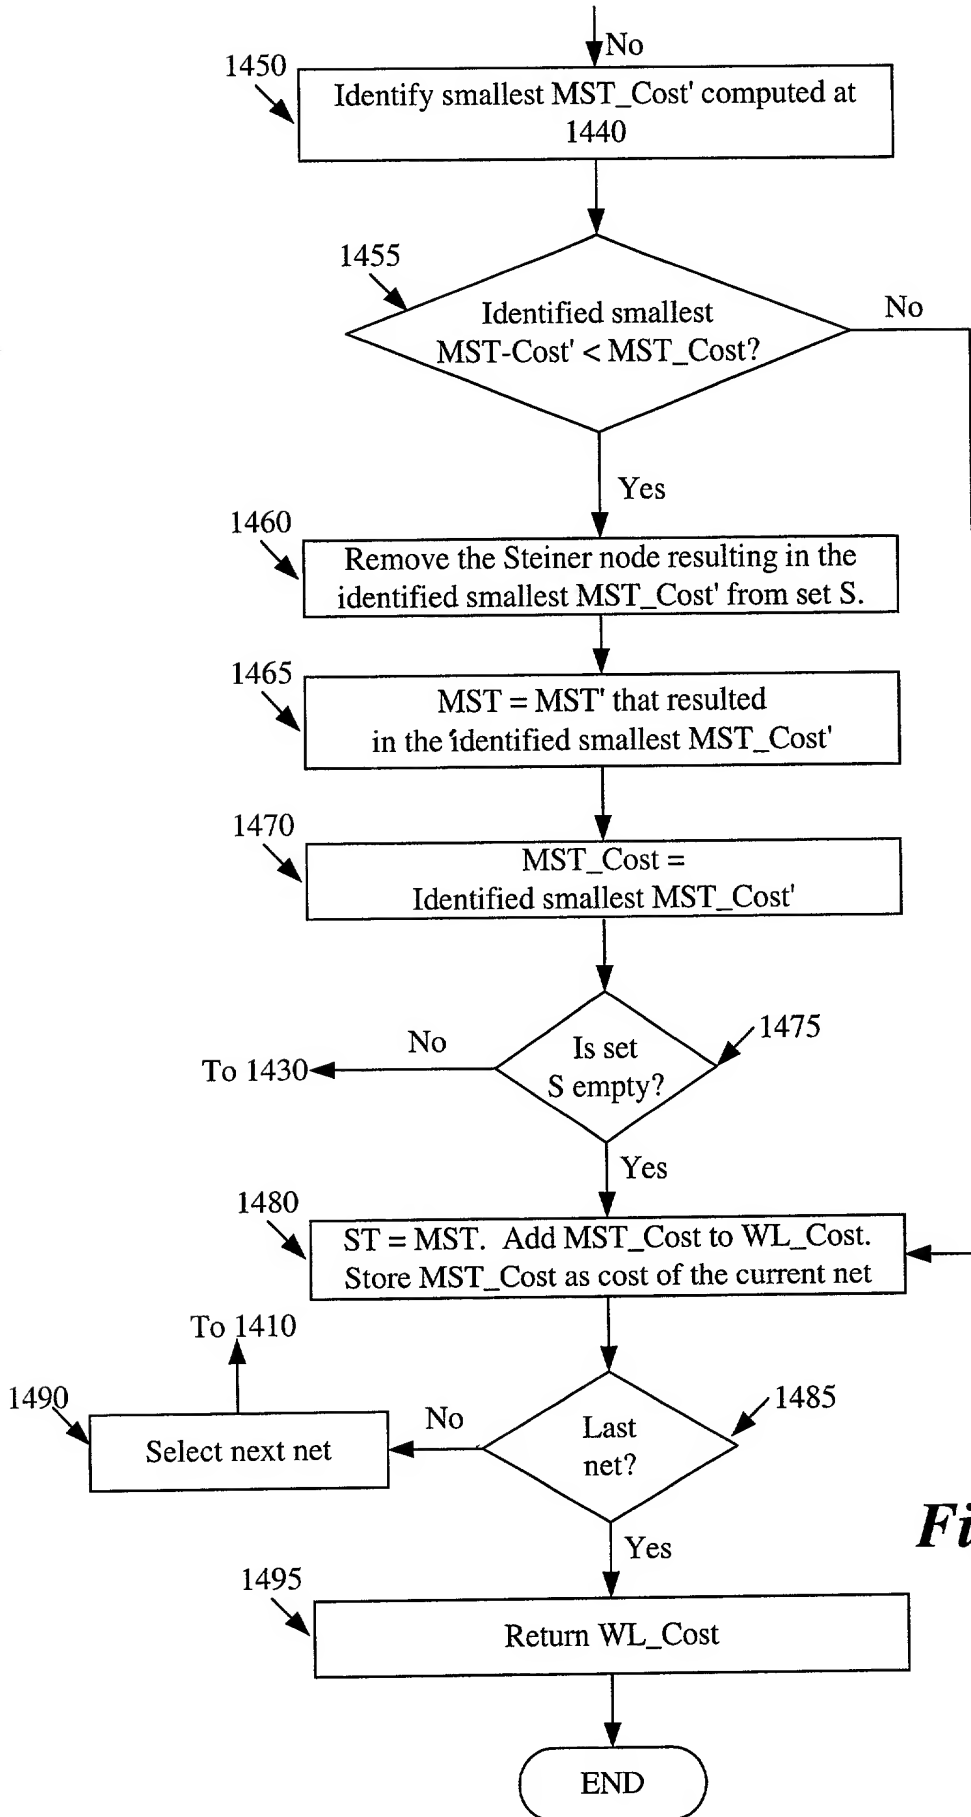 No
1450
Identify smallest MST_Cost' computed at
1440
1455
Identified smallest
MST-Cost' < MST_Cost?
No
Yes
1460
Remove the Steiner node resulting in the
identified smallest MST_Cost' from set S.
1465
MST = MST' that resulted
in the identified smallest MST_Cost'
1470
MST_Cost =
Identified smallest MST_Cost'
1475
Is set
S empty?
No
To 1430
Yes
1480
ST = MST. Add MST_Cost to WL_Cost.
Store MST_Cost as cost of the current net
To 1410
1490
Select next net
No
1485
Last
net?
Fi
Yes
1495
Return WL_Cost
END